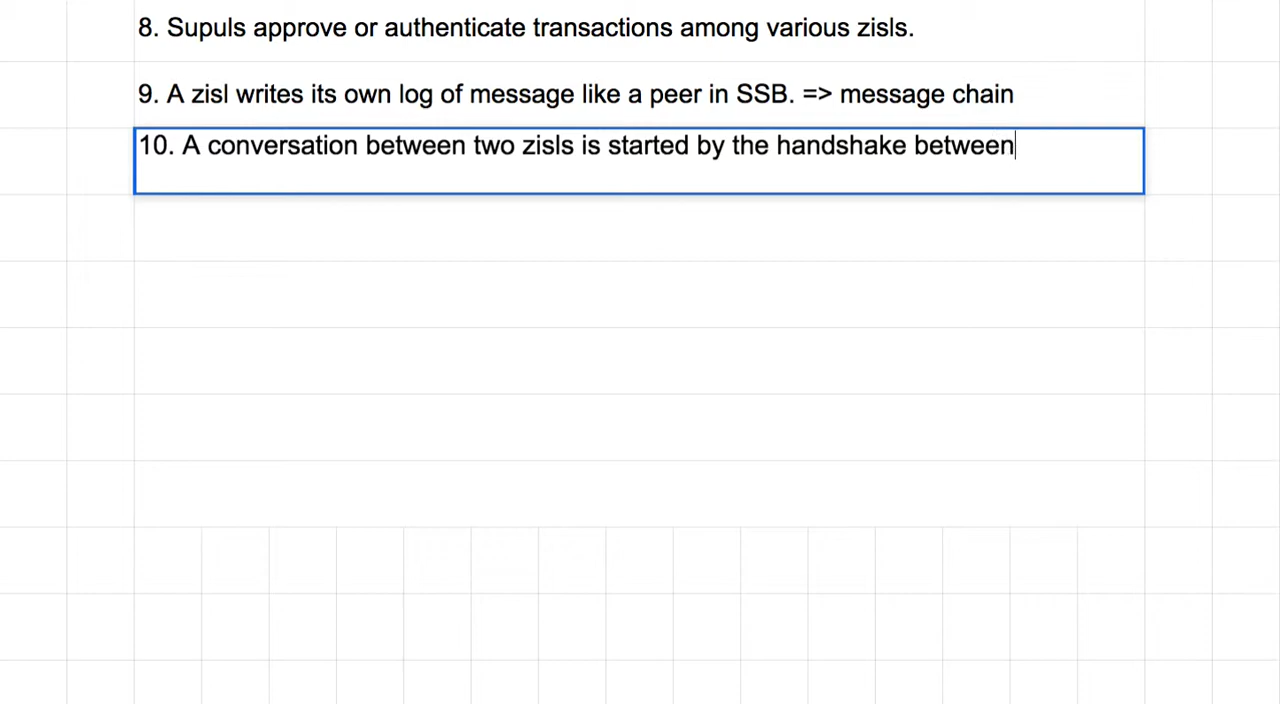 8. Supuls approve or authenticate transactions among various zisls.
9. A zisl writes its own log of message like a peer in SSB. => message chain
10. A conversation between two zisls is started by the handshake between